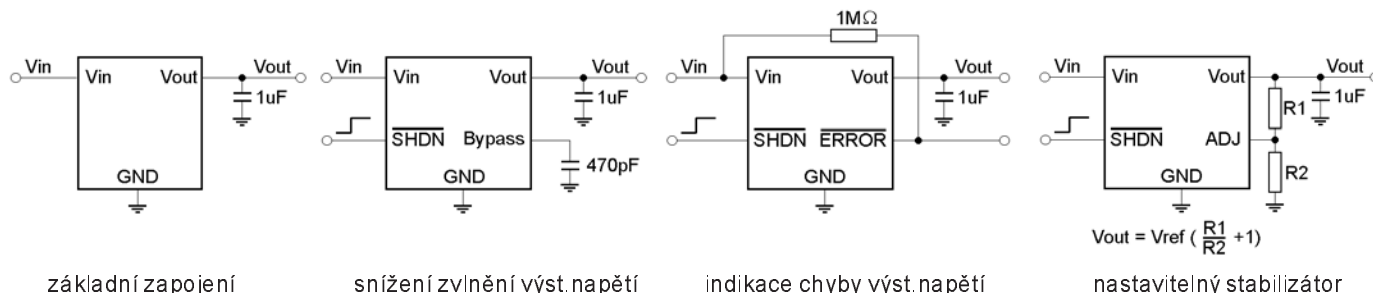 Vin
Vin
Vout
Vout
1uF
GND
základní zapojení
Vin
Vin
Vout
Vout
1uF
SHDN
Bypass
470pF
GND
snížení zvlnění výst.napětí
1MΩ
Vin
Vin
Vout
Vout
1uF
SHDN
ERROR
GND
indikace chyby výst.napětí
Vin
Vin
Vout
Vout
R1
1uF
SHDN
ADJ
R2
GND
Vout = Vref ( R1/R2 +1)
nastavitelný stabilizátor